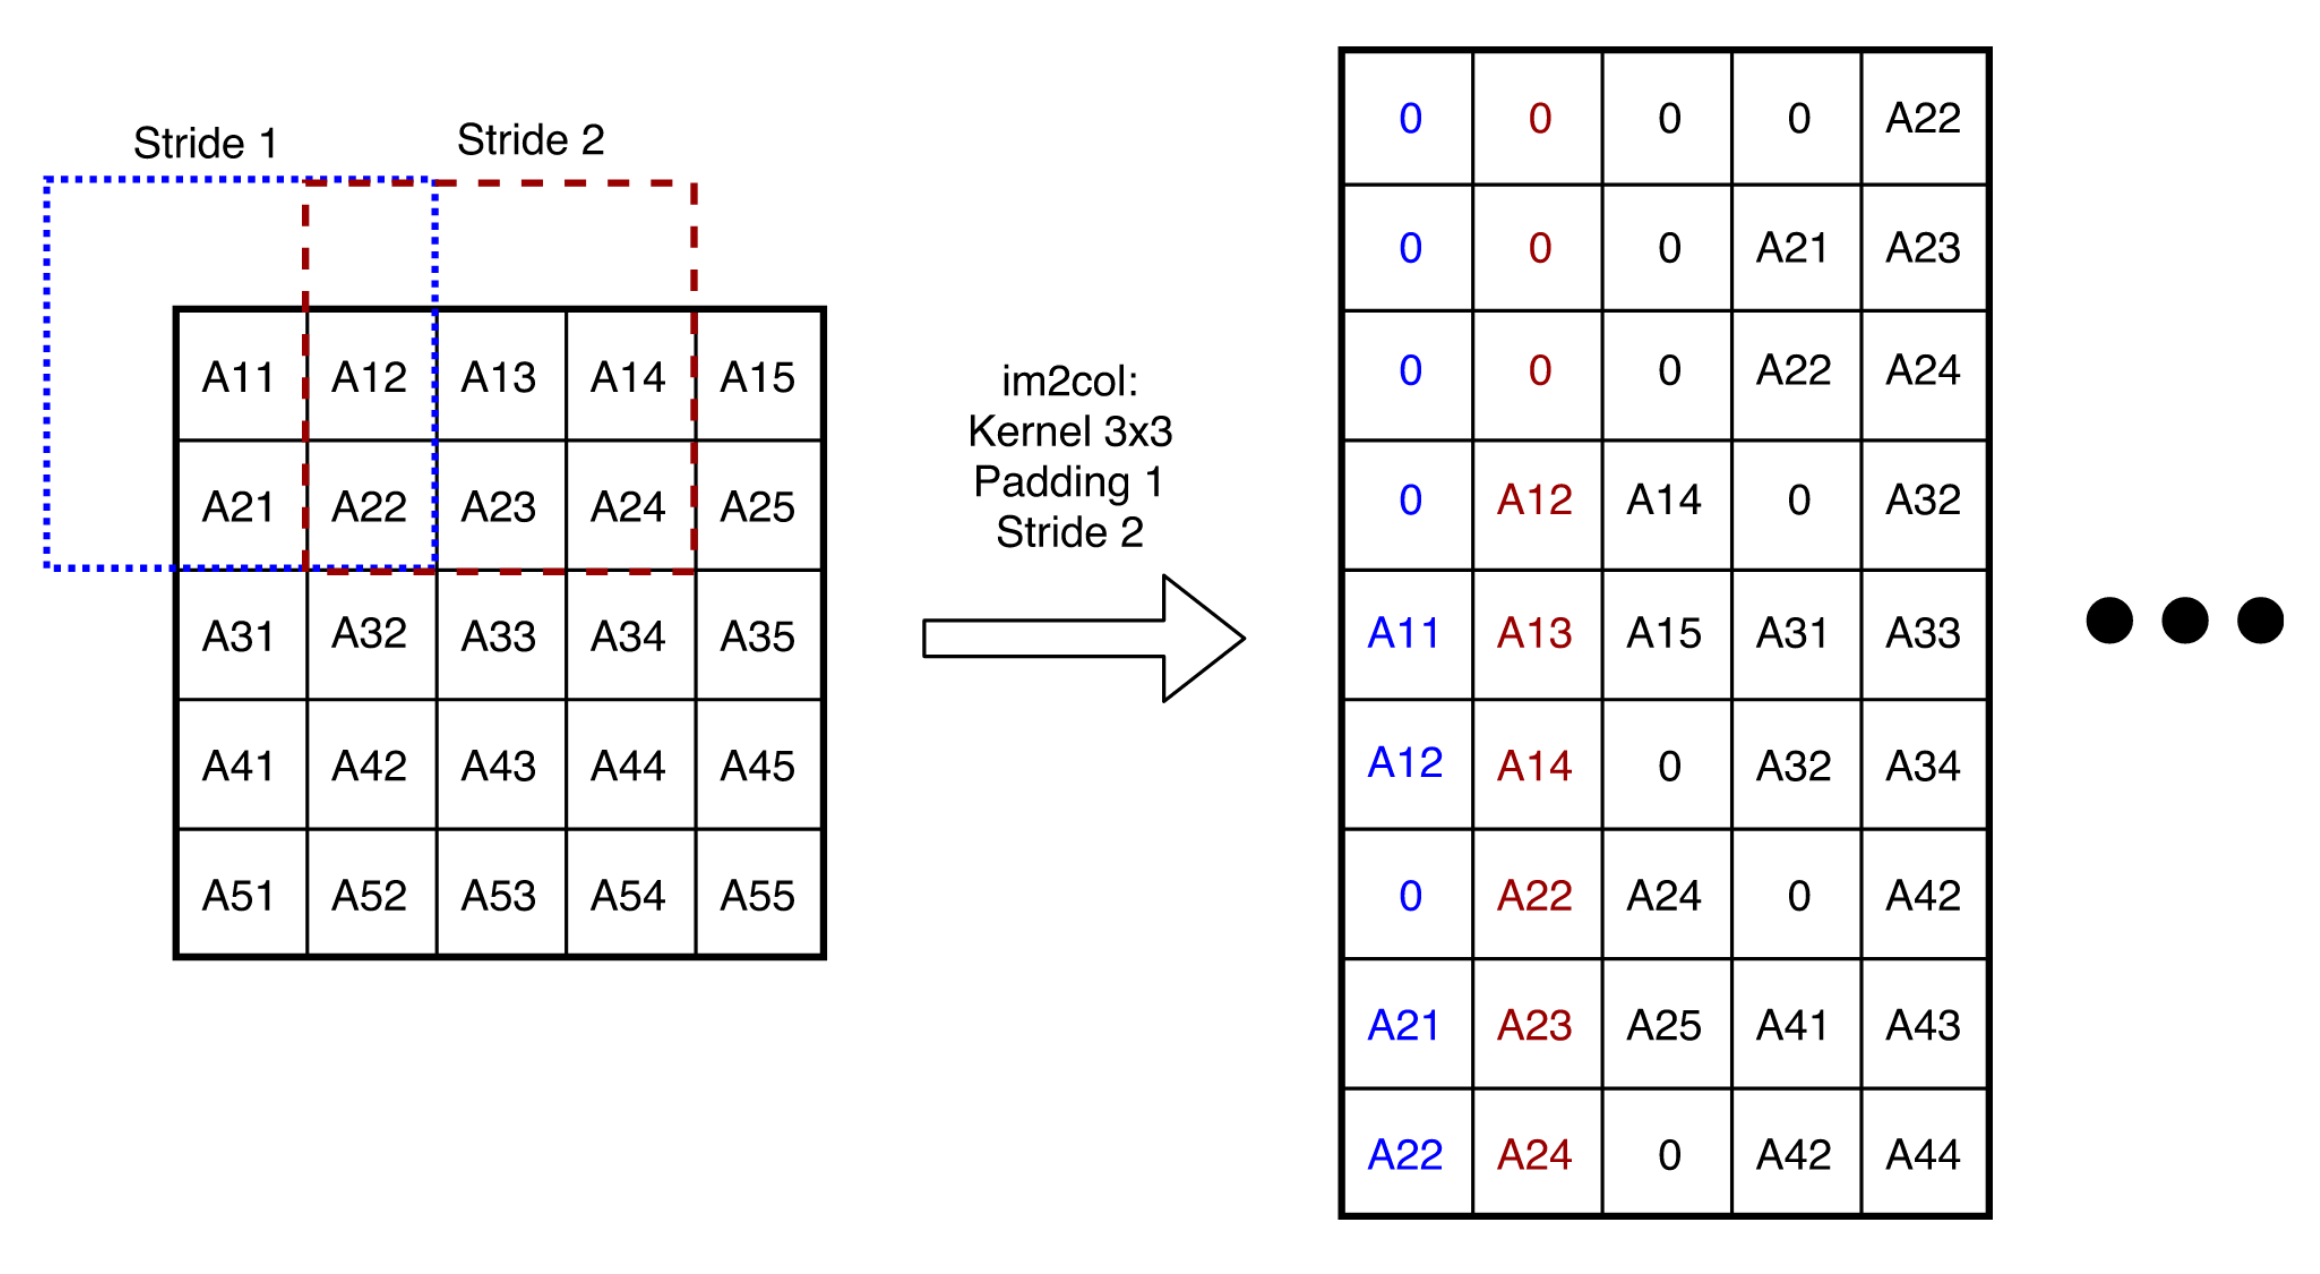 Stride 1
Stride 2
A11 A12 A13 A14 A15
A21 A22 A23 A24 A25
A31 A32 A33 A34 A35
A41 A42 A43 A44 A45
A51 A52 A53 A54 A55
im2col:
Kernel 3x3
Padding 1
Stride 2
0 0 0 0 A22
0 0 0 A21 A23
0 0 0 A22 A24
0 A12 A14 0 A32
A11 A13 A15 A31 A33
A12 A14 0 A32 A34
0 A22 A24 0 A42
A21 A23 A25 A41 A43
A22 A24 0 A42 A44